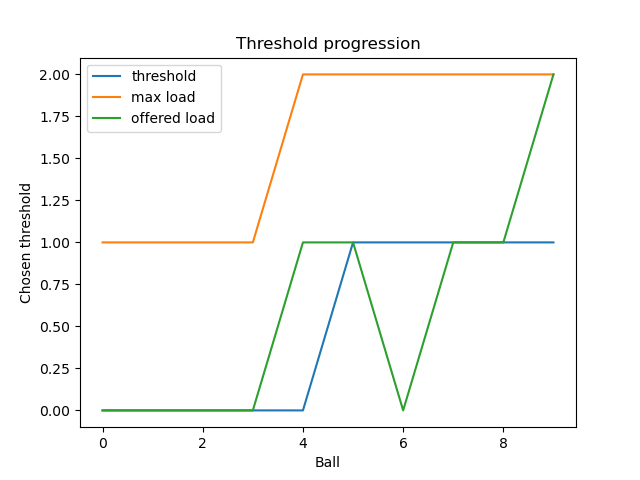 Threshold progression
threshold
max load
offered load
2.00
1.75
1.50
1.25
1.00
0.75
0.50
0.25
0.00
Chosen threshold
0 2 4 6 8
Ball